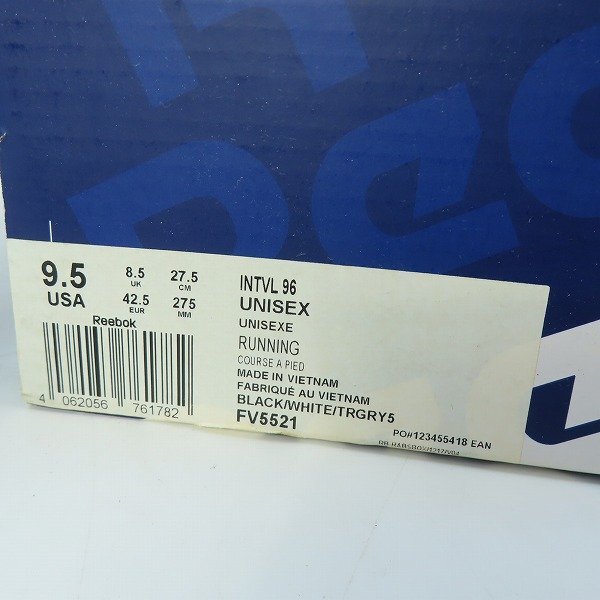 9.5 8.5 27.5
UK CM
USA 42.5 275
EUR MM
Reebok
4 062056 761782
INTVL 96
UNISEX
UNISEXE
RUNNING
COURSE A PIED
MADE IN VIETNAM
FABRIQUÉ AU VIETNAM
BLACK/WHITE/TRGRY5
FV5521
PO#123455418 EAN